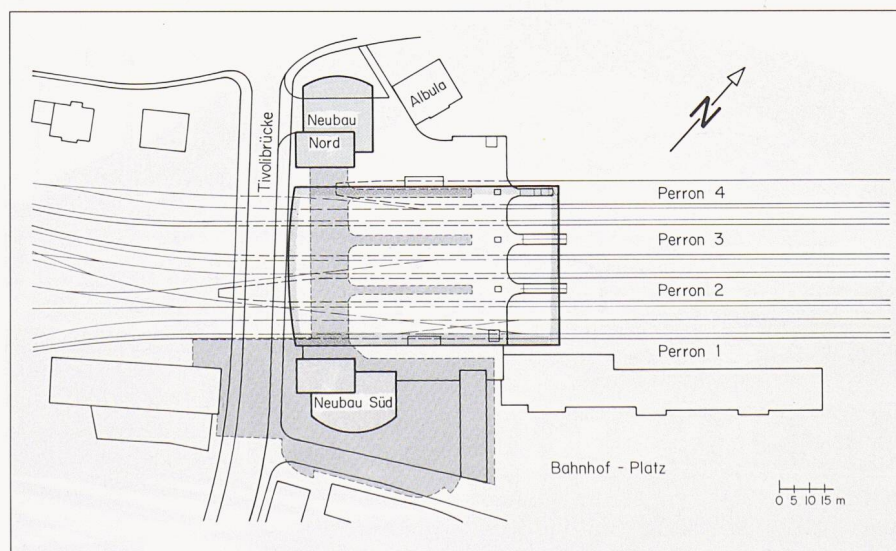 Albula
N
Neubau
Nord
Tivolibrücke
Perron 4
Perron 3
Perron 2
Perron 1
Neubau Süd
Bahnhof - Platz
0 5 10 15 m